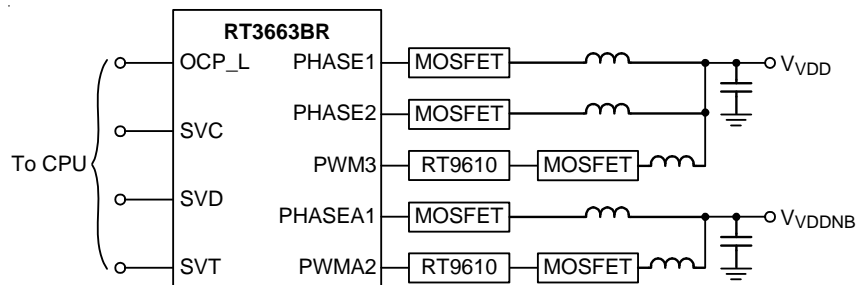 RT3663BR
OCP_L PHASE1 MOSFET V_VDD
PHASE2 MOSFET
SVC
To CPU PWM3 RT9610 MOSFET
SVD
PHASEA1 MOSFET V_VDDNB
SVT PWMA2 RT9610 MOSFET